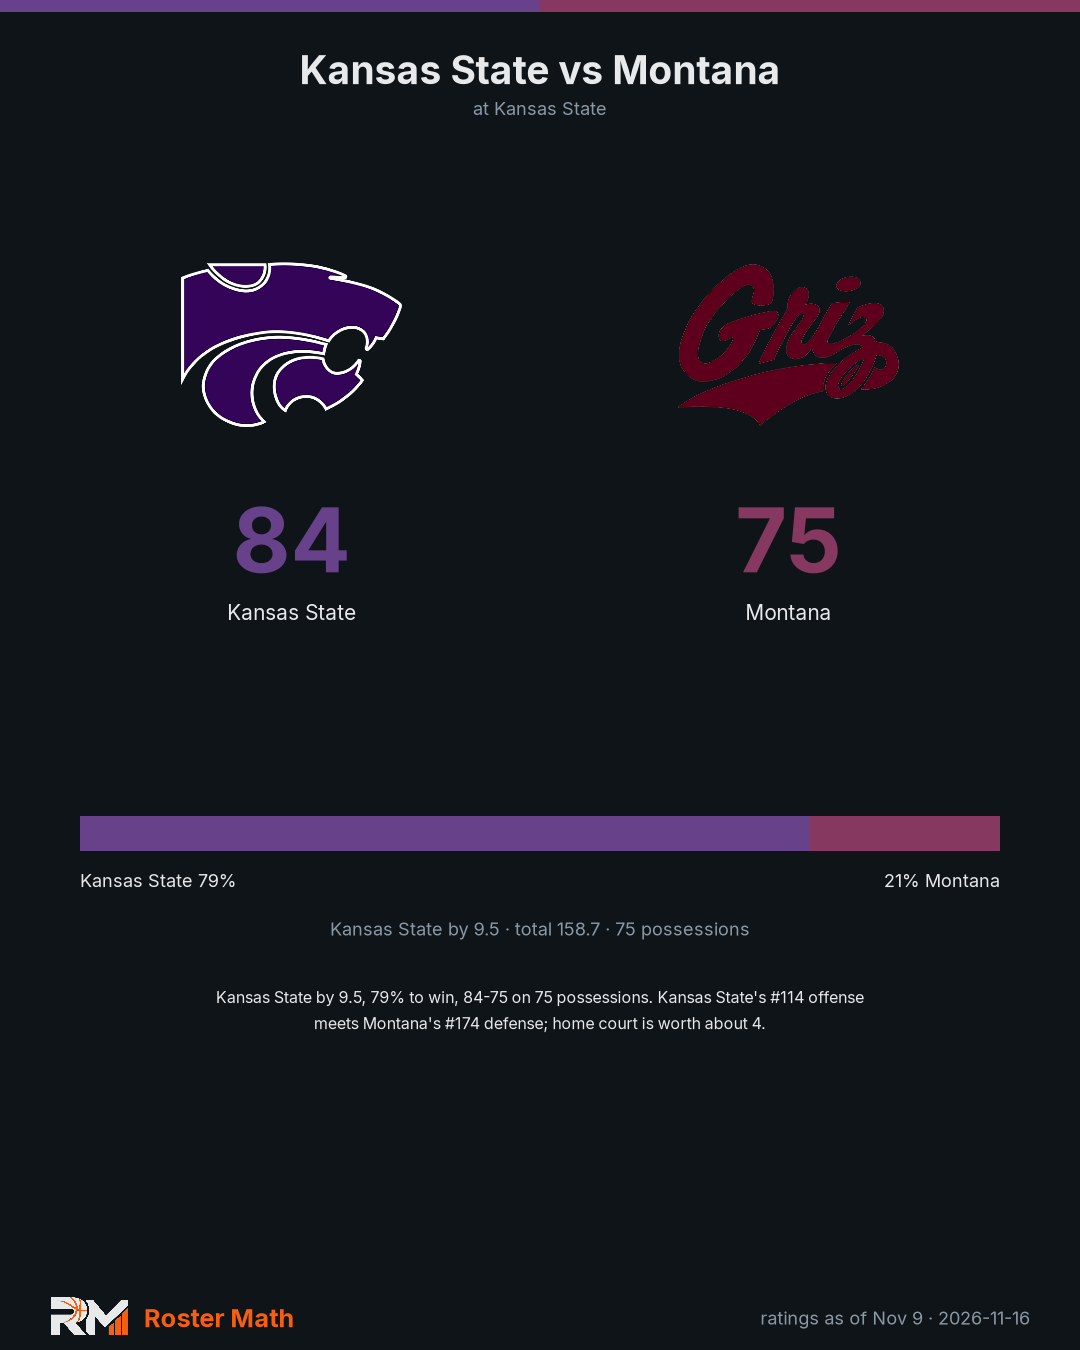 Kansas State vs Montana
at Kansas State
Griz
84
75
Kansas State
Montana
Kansas State 79%
21% Montana
Kansas State by 9.5 · total 158.7 · 75 possessions
Kansas State by 9.5, 79% to win, 84-75 on 75 possessions. Kansas State's #114 offense
meets Montana's #174 defense; home court is worth about 4.
RM Roster Math
ratings as of Nov 9 · 2026-11-16